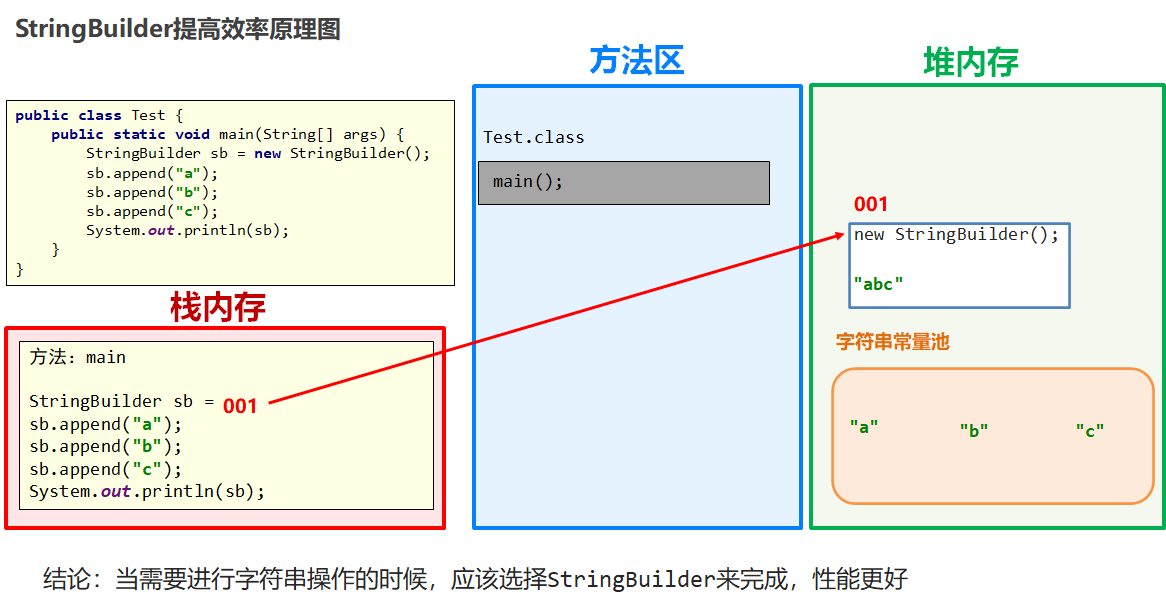 StringBuilder提高效率原理图
public class Test {
public static void main(String[] args) {
StringBuilder sb = new StringBuilder();
sb.append("a");
sb.append("b");
sb.append("c");
System.out.println(sb);
}
}
栈内存
方法：main
StringBuilder sb = 001
sb.append("a");
sb.append("b");
sb.append("c");
System.out.println(sb);
方法区
Test.class
main();
堆内存
001
new StringBuilder();
"abc"
字符串常量池
"a" "b" "c"
结论：当需要进行字符串操作的时候，应该选择StringBuilder来完成，性能更好